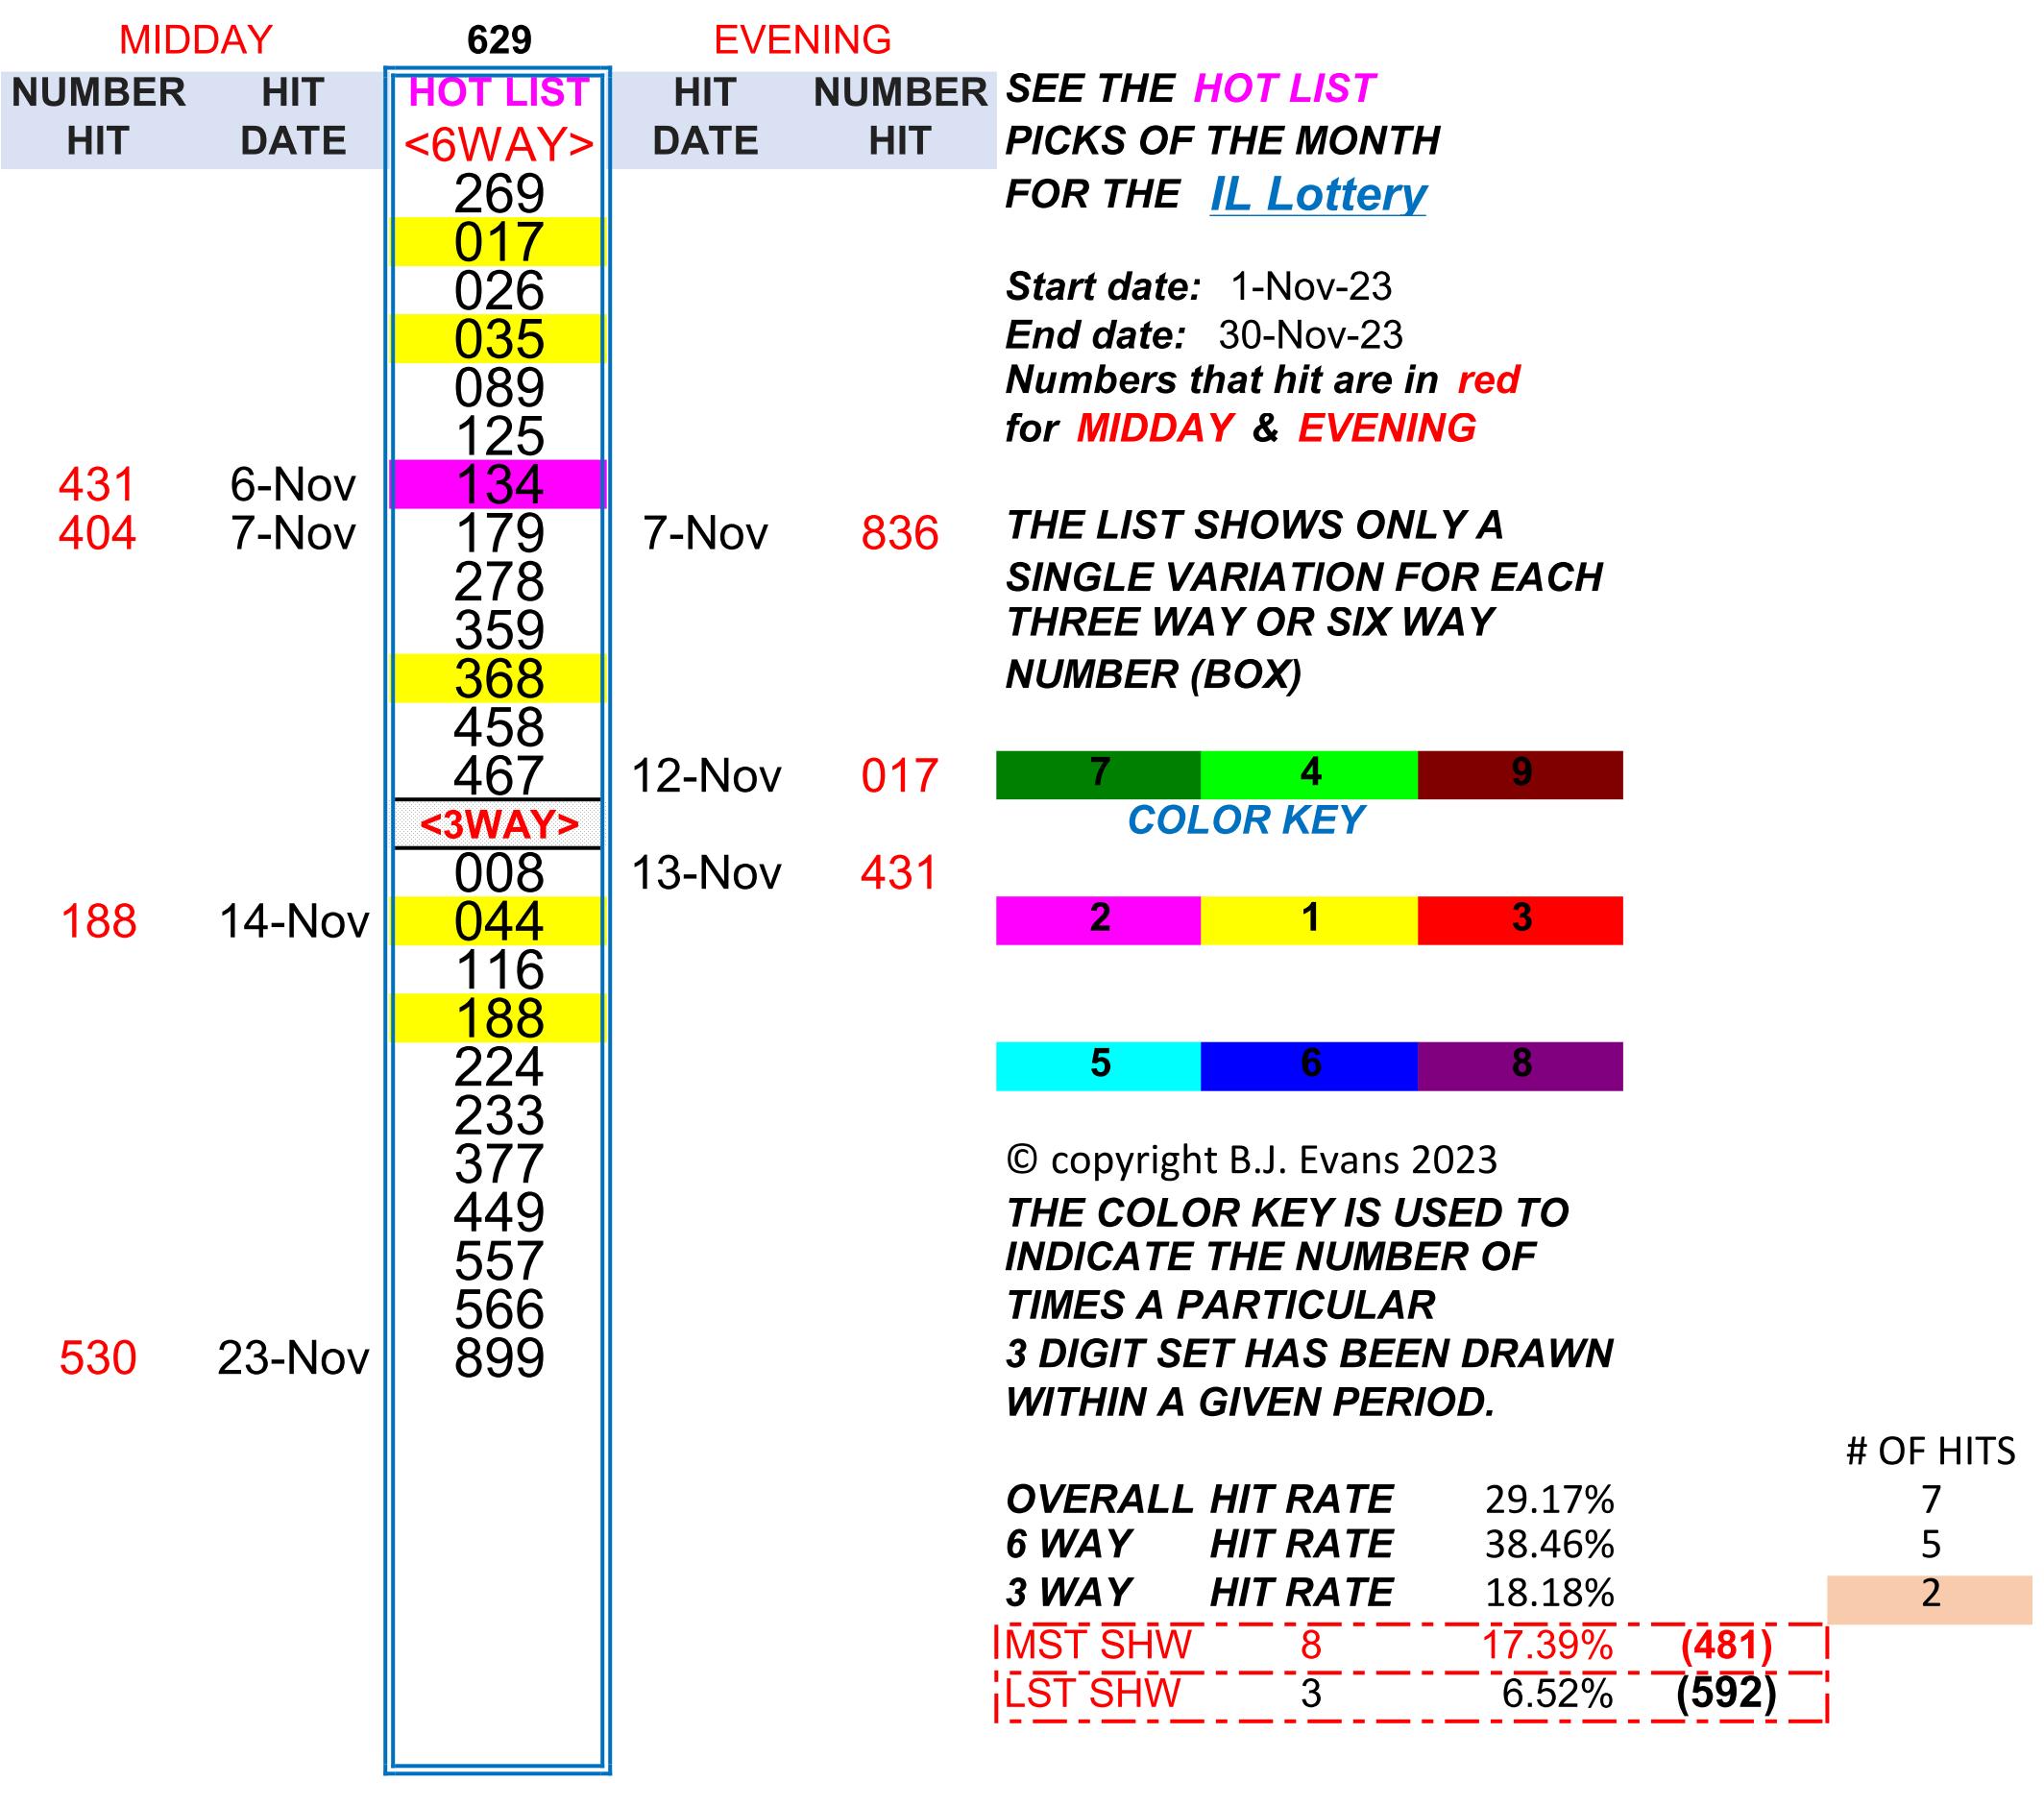 MIDDAY 629 EVENING
NUMBER HIT HOT LIST HIT NUMBER SEE THE HOT LIST
HIT DATE <6WAY> DATE HIT PICKS OF THE MONTH
269 FOR THE IL Lottery
017
026 Start date: 1-Nov-23
035 End date: 30-Nov-23
089 Numbers that hit are in red
125 for MIDDAY & EVENING
431 6-Nov 134
404 7-Nov 179 7-Nov 836 THE LIST SHOWS ONLY A
278 SINGLE VARIATION FOR EACH
359 THREE WAY OR SIX WAY
368 NUMBER (BOX)
458
467 12-Nov 017 7 4 9
<3WAY> COLOR KEY
008 13-Nov 431
188 14-Nov 044 2 1 3
116
188
224 5 6 8
233
377 © copyright B.J. Evans 2023
449 THE COLOR KEY IS USED TO
557 INDICATE THE NUMBER OF
566 TIMES A PARTICULAR
530 23-Nov 899 3 DIGIT SET HAS BEEN DRAWN
WITHIN A GIVEN PERIOD.
# OF HITS
OVERALL HIT RATE 29.17% 7
6 WAY HIT RATE 38.46% 5
3 WAY HIT RATE 18.18% 2
MST SHW 8 17.39% (481)
LST SHW 3 6.52% (592)